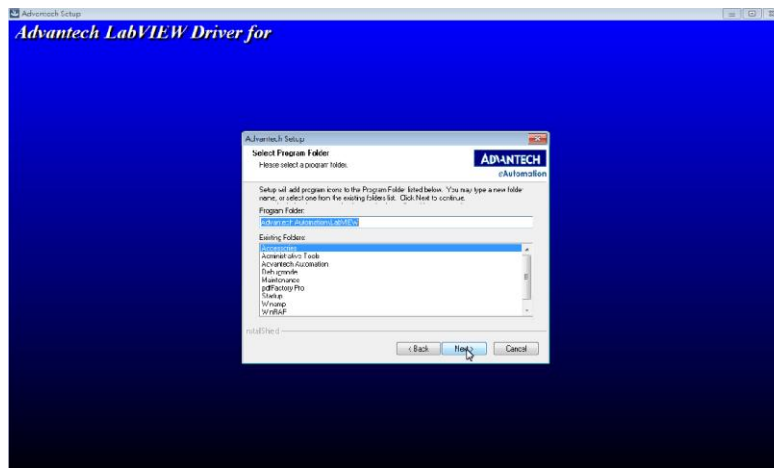 Advantech Setup
Advantech LabVIEW Driver for
Advantech Setup
Select Program Folder
Please select a program folder.
ADVANTECH
eAutomation
Setup will add program icons to the Program Folder listed below. You may type a new folder
name, or select one from the existing folders list. Click Next to continue.
Program Folder:
Advantech Automation\LabVIEW
Existing Folders:
Accessories
Administrative Tools
Advantech Automation
Debugmode
Maintenance
pdfFactory Pro
Startup
Winamp
WinRAR
InstallShield
< Back
Next >
Cancel